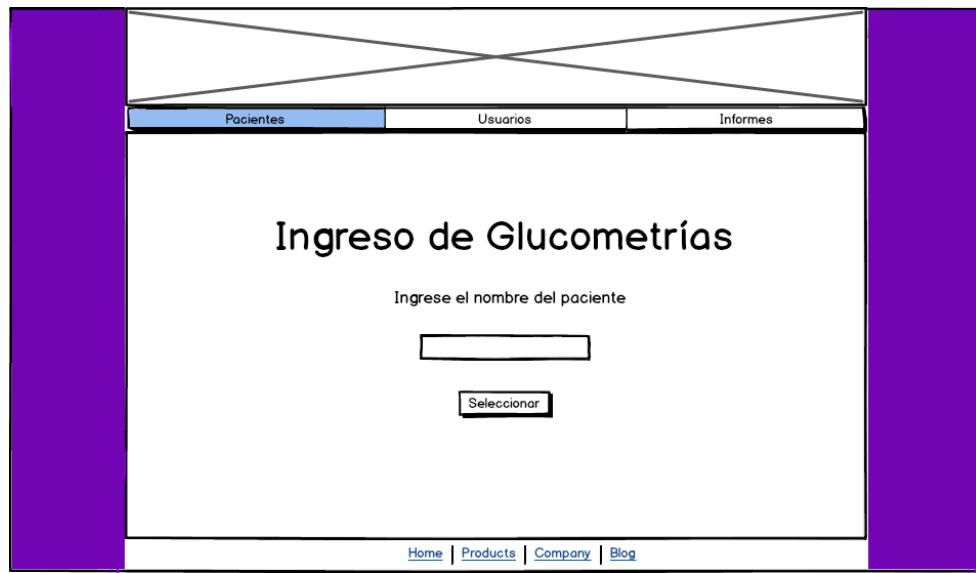 Pacientes Usuarios Informes
Ingreso de Glucometrías
Ingrese el nombre del paciente
Seleccionar
Home | Products | Company | Blog